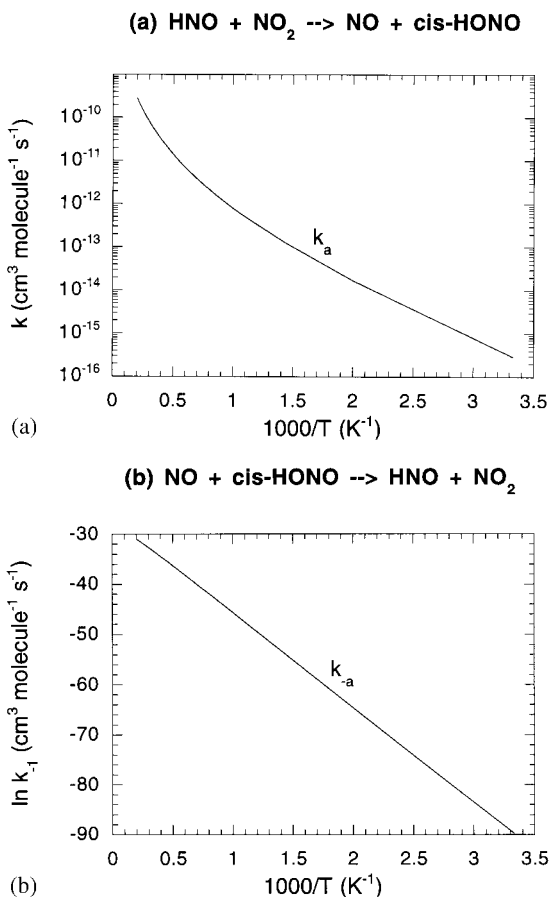 (a) HNO + NO₂ --> NO + cis-HONO
k (cm³ molecule⁻¹ s⁻¹)
10⁻¹⁰
10⁻¹¹
10⁻¹²
10⁻¹³
10⁻¹⁴
10⁻¹⁵
10⁻¹⁶
kₐ
0 0.5 1 1.5 2 2.5 3 3.5
(a) 1000/T (K⁻¹)
(b) NO + cis-HONO --> HNO + NO₂
ln k₋₁ (cm³ molecule⁻¹ s⁻¹)
-30
-40
-50
-60
-70
-80
-90
k₋ₐ
0 0.5 1 1.5 2 2.5 3 3.5
(b) 1000/T (K⁻¹)